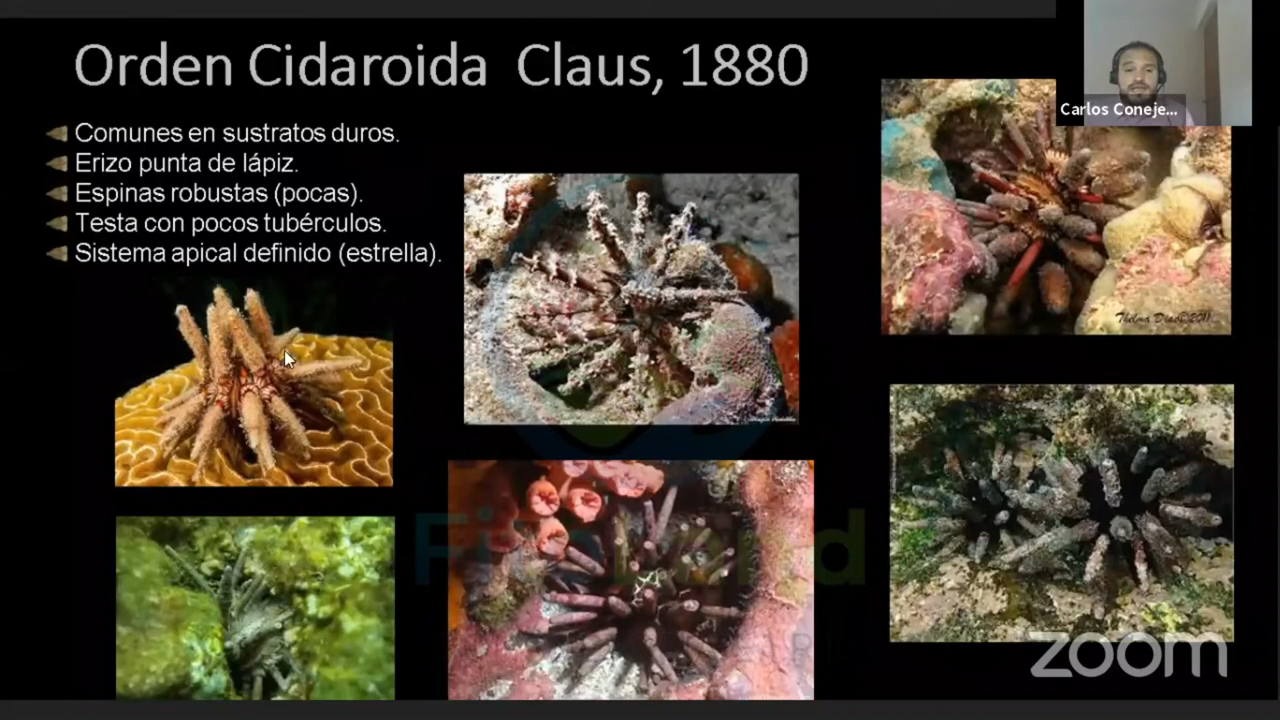 Orden Cidaroida Claus, 1880
Carlos Coneje...
Comunes en sustratos duros.
Erizo punta de lápiz.
Espinas robustas (pocas).
Testa con pocos tubérculos.
Sistema apical definido (estrella).
zoom